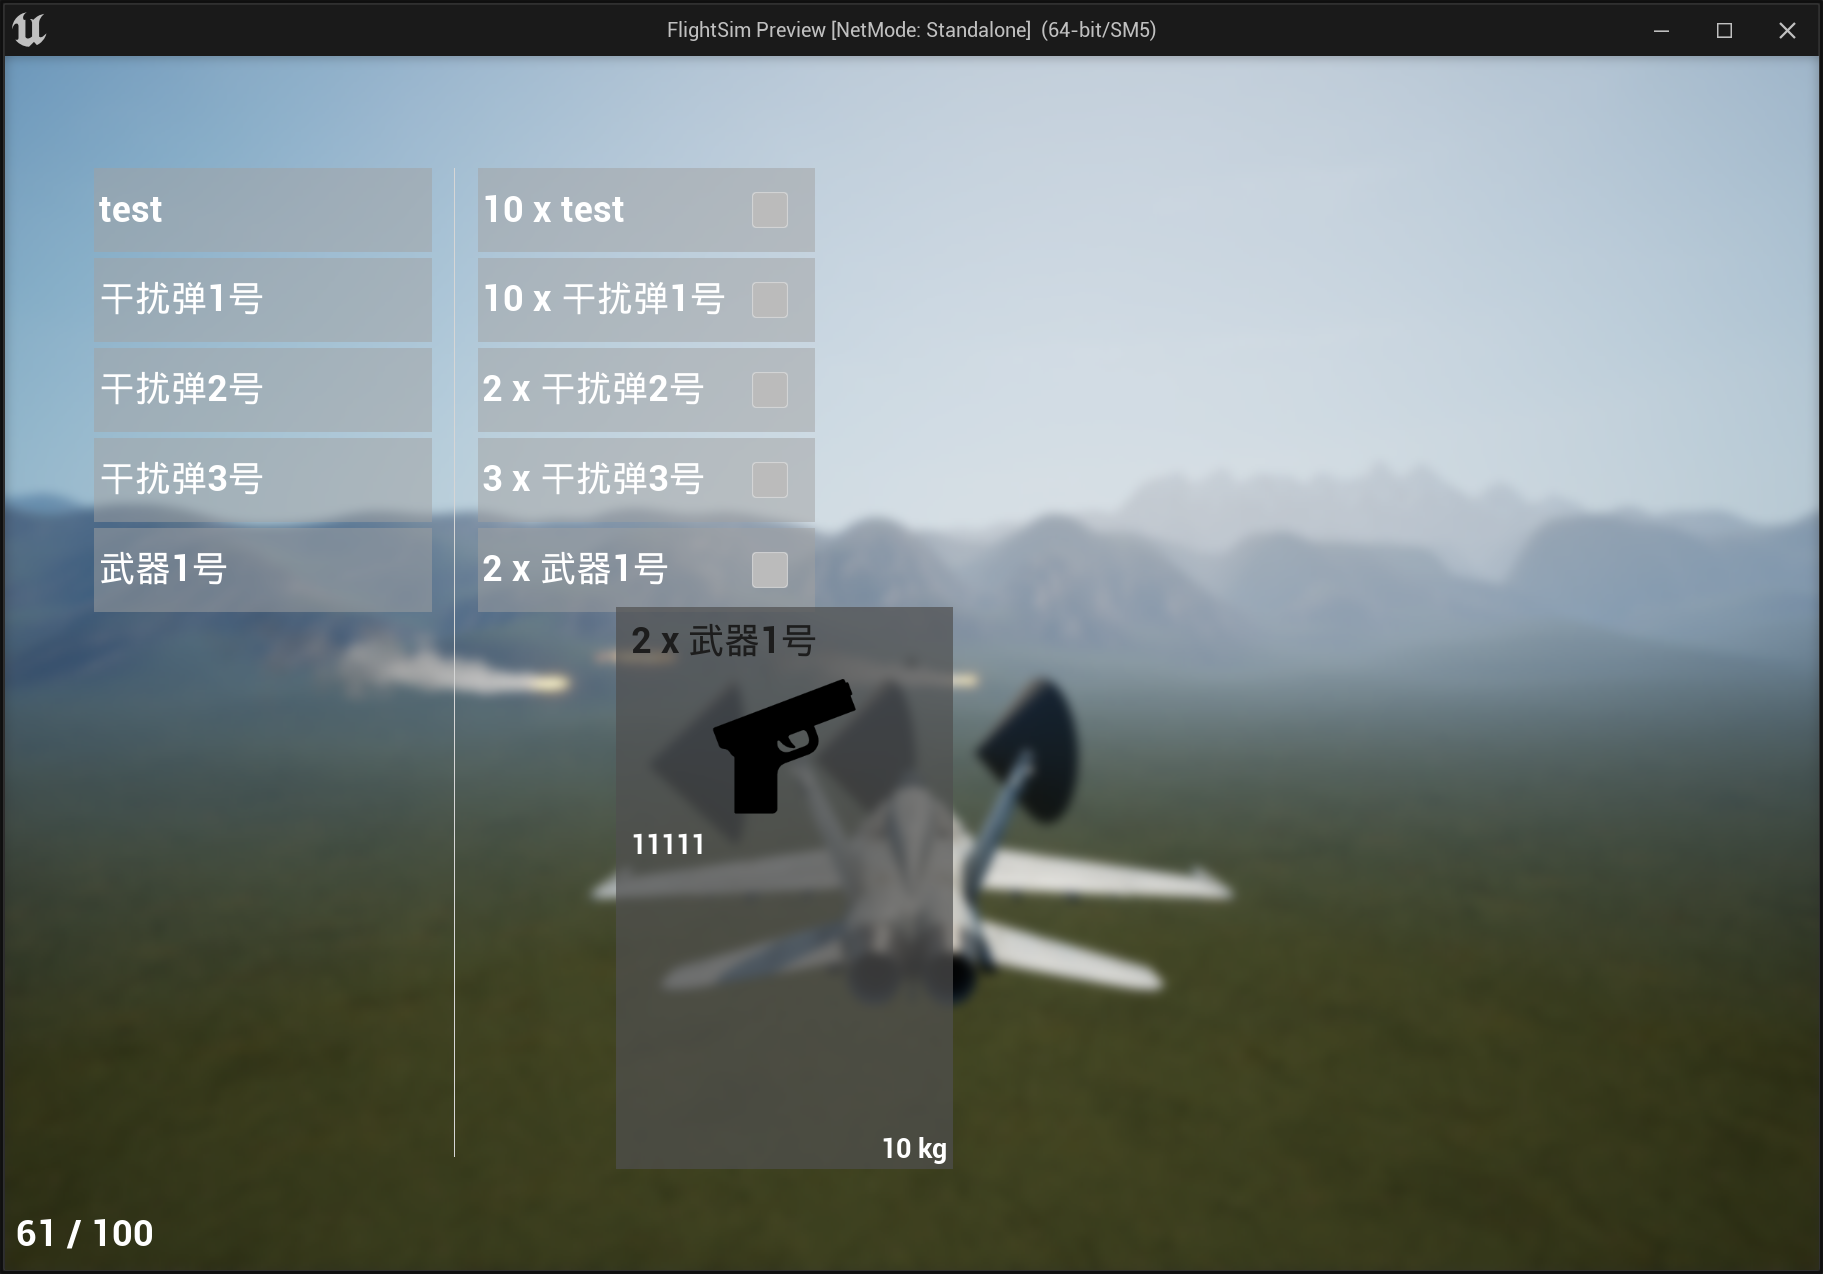 FlightSim Preview [NetMode: Standalone]  (64-bit/SM5)
test
干扰弹1号
干扰弹2号
干扰弹3号
武器1号
10 x test
10 x 干扰弹1号
2 x 干扰弹2号
3 x 干扰弹3号
2 x 武器1号
2 x 武器1号
11111
10 kg
61 / 100